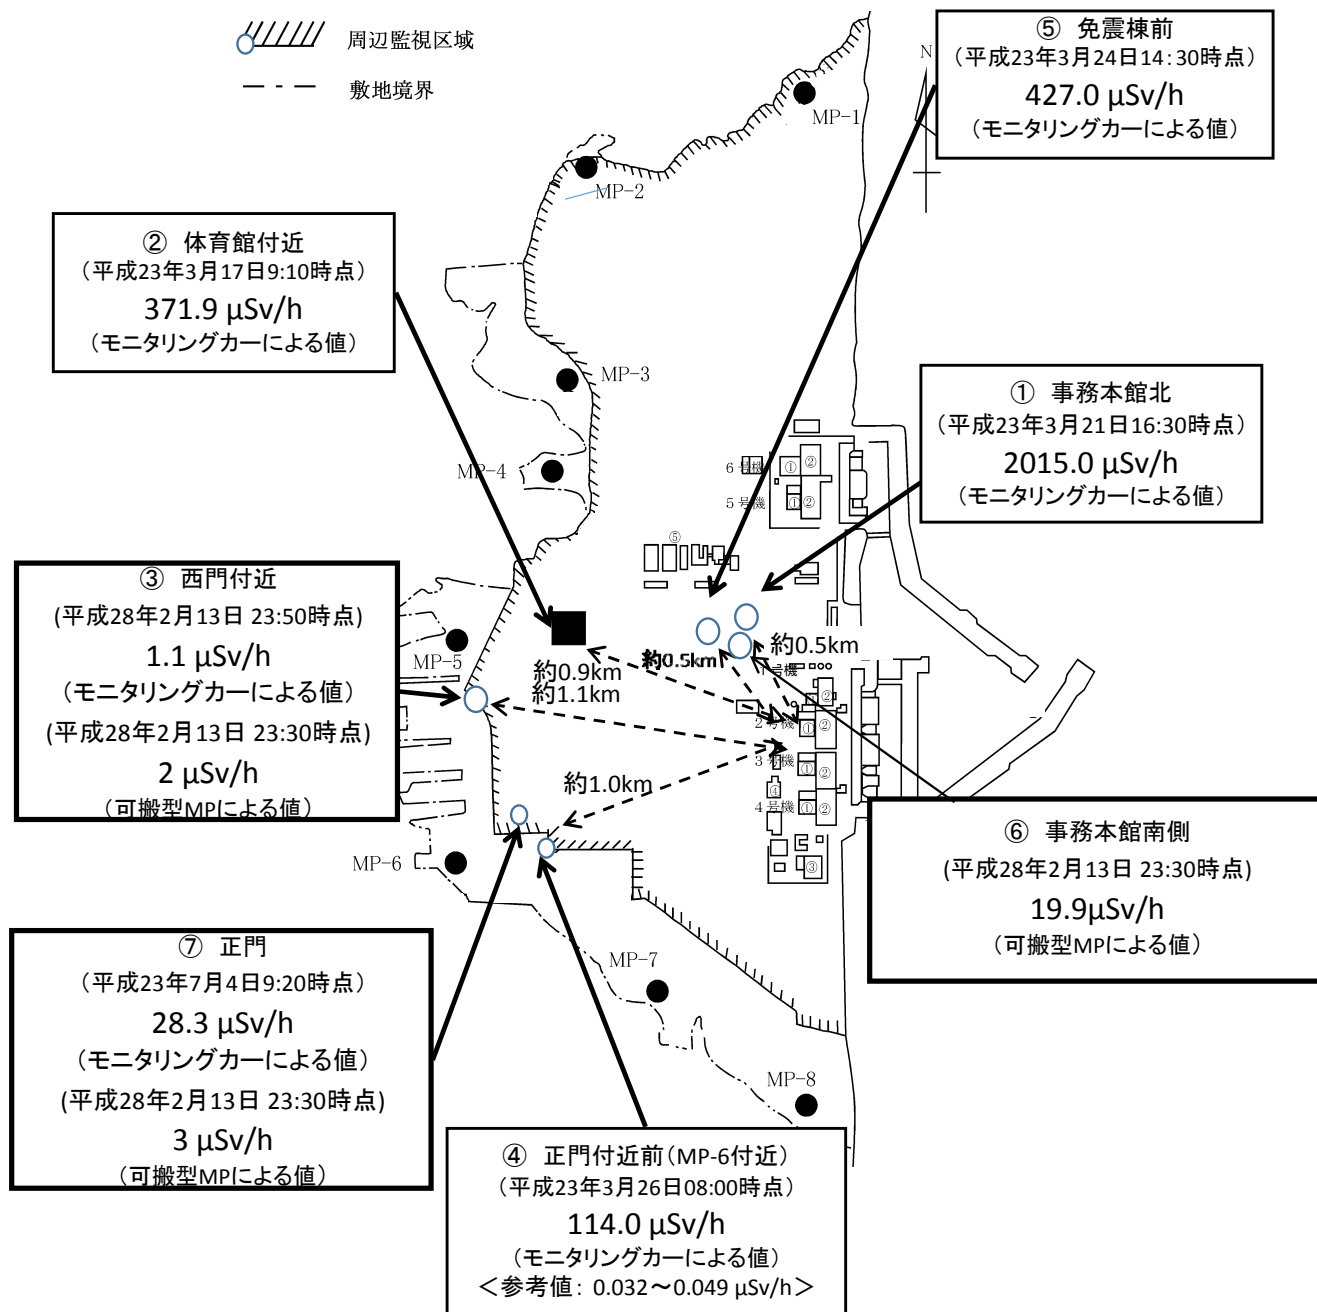 周辺監視区域
敷地境界
⑤ 免震棟前
（平成23年3月24日14:30時点）
427.0 μSv/h
（モニタリングカーによる値）
N
MP-1
MP-2
② 体育館付近
（平成23年3月17日9:10時点）
371.9 μSv/h
（モニタリングカーによる値）
MP-3
MP-4
① 事務本館北
（平成23年3月21日16:30時点）
2015.0 μSv/h
（モニタリングカーによる値）
6号機
① ②
5号機
① ②
⑤
③ 西門付近
(平成28年2月13日 23:50時点)
1.1 μSv/h
（モニタリングカーによる値）
(平成28年2月13日 23:30時点)
2 μSv/h
（可搬型MPによる値）
MP-5
約0.9km
約1.1km
約0.5km
約0.5km
1号機
②
2号機
① ②
3号機
① ②
④
4号機
① ②
③
約1.0km
MP-6
⑥ 事務本館南側
(平成28年2月13日 23:30時点)
19.9μSv/h
（可搬型MPによる値）
⑦ 正門
（平成23年7月4日9:20時点）
28.3 μSv/h
（モニタリングカーによる値）
(平成28年2月13日 23:30時点)
3 μSv/h
（可搬型MPによる値）
MP-7
MP-8
④ 正門付近前（MP-6付近）
（平成23年3月26日08:00時点）
114.0 μSv/h
（モニタリングカーによる値）
＜参考値：0.032～0.049 μSv/h＞